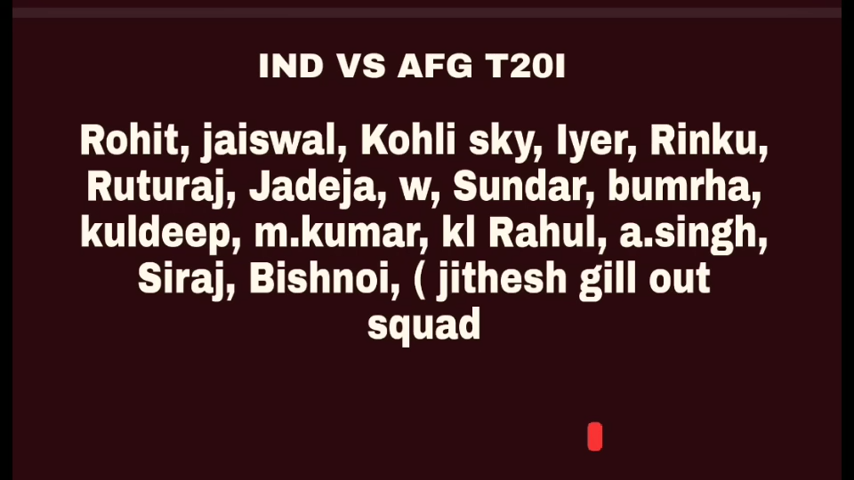 IND VS AFG T20I
Rohit, jaiswal, Kohli sky, Iyer, Rinku,
Ruturaj, Jadeja, w, Sundar, bumrha,
kuldeep, m.kumar, kl Rahul, a.singh,
Siraj, Bishnoi, ( jithesh gill out
squad